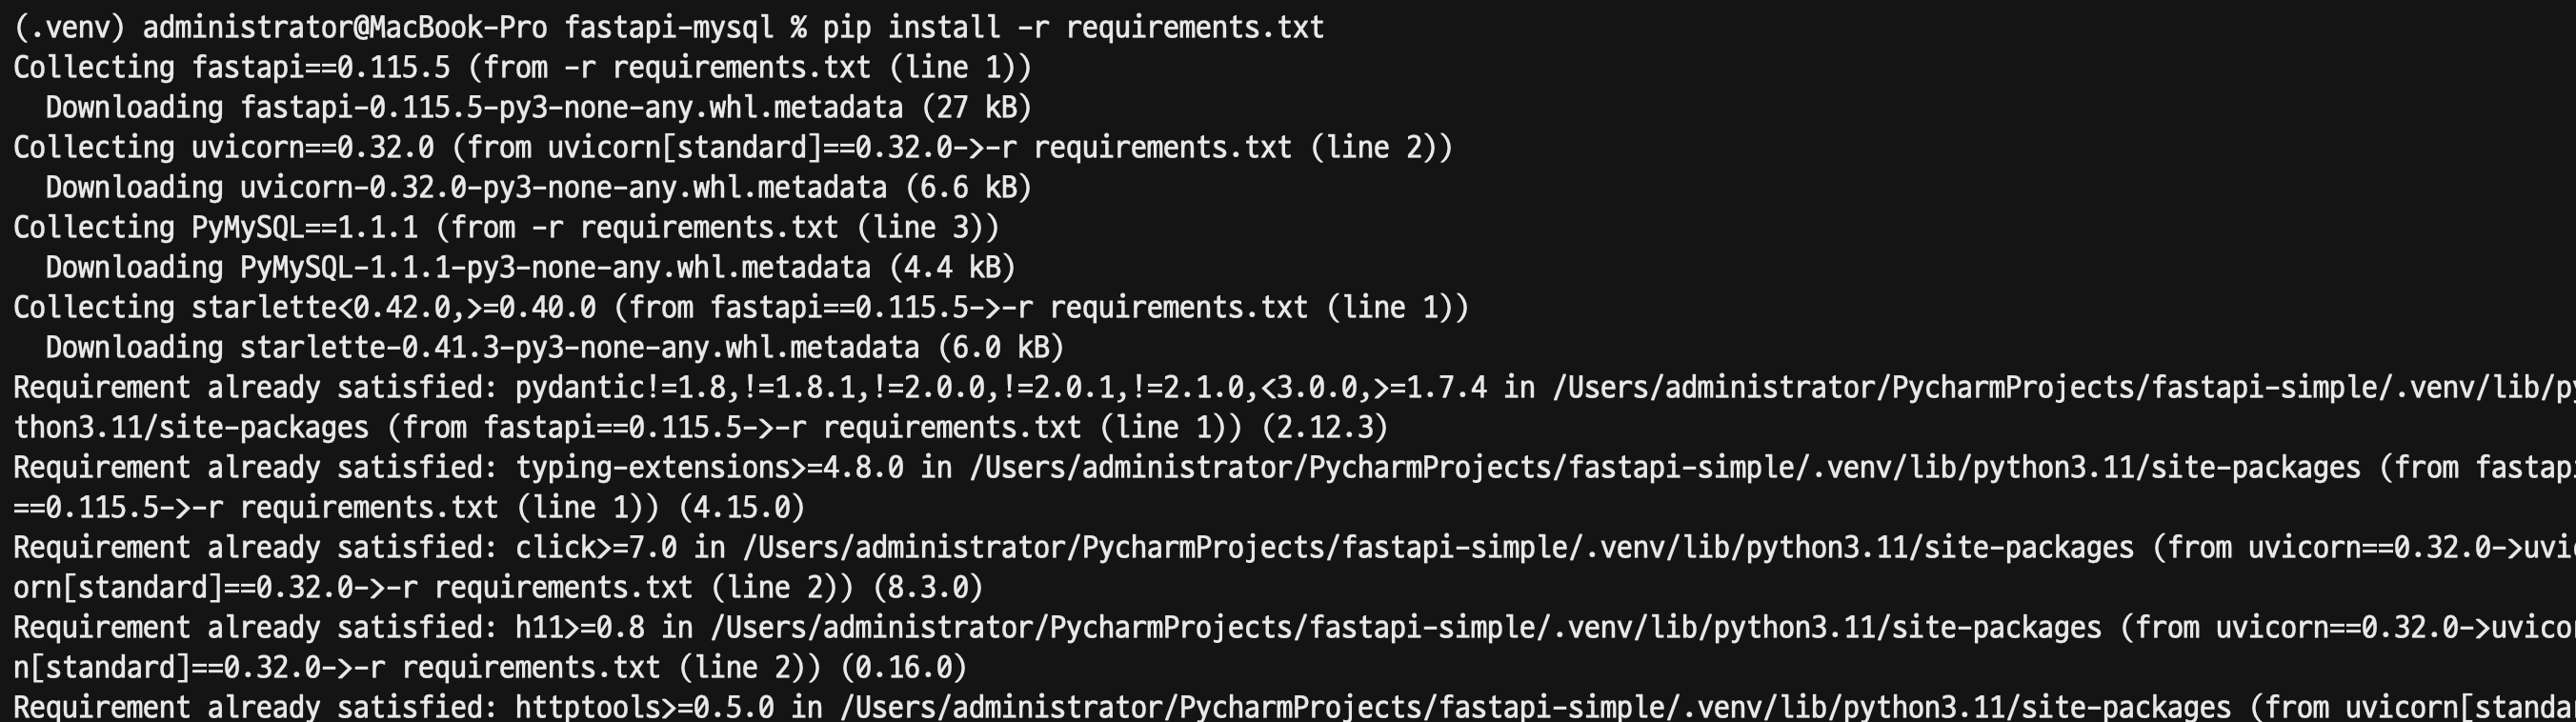 (.venv) administrator@MacBook-Pro fastapi-mysql % pip install -r requirements.txt
Collecting fastapi==0.115.5 (from -r requirements.txt (line 1))
  Downloading fastapi-0.115.5-py3-none-any.whl.metadata (27 kB)
Collecting uvicorn==0.32.0 (from uvicorn[standard]==0.32.0->-r requirements.txt (line 2))
  Downloading uvicorn-0.32.0-py3-none-any.whl.metadata (6.6 kB)
Collecting PyMySQL==1.1.1 (from -r requirements.txt (line 3))
  Downloading PyMySQL-1.1.1-py3-none-any.whl.metadata (4.4 kB)
Collecting starlette<0.42.0,>=0.40.0 (from fastapi==0.115.5->-r requirements.txt (line 1))
  Downloading starlette-0.41.3-py3-none-any.whl.metadata (6.0 kB)
Requirement already satisfied: pydantic!=1.8,!=1.8.1,!=2.0.0,!=2.0.1,!=2.1.0,<3.0.0,>=1.7.4 in /Users/administrator/PycharmProjects/fastapi-simple/.venv/lib/py
thon3.11/site-packages (from fastapi==0.115.5->-r requirements.txt (line 1)) (2.12.3)
Requirement already satisfied: typing-extensions>=4.8.0 in /Users/administrator/PycharmProjects/fastapi-simple/.venv/lib/python3.11/site-packages (from fastapi
==0.115.5->-r requirements.txt (line 1)) (4.15.0)
Requirement already satisfied: click>=7.0 in /Users/administrator/PycharmProjects/fastapi-simple/.venv/lib/python3.11/site-packages (from uvicorn==0.32.0->uvic
orn[standard]==0.32.0->-r requirements.txt (line 2)) (8.3.0)
Requirement already satisfied: h11>=0.8 in /Users/administrator/PycharmProjects/fastapi-simple/.venv/lib/python3.11/site-packages (from uvicorn==0.32.0->uvicor
n[standard]==0.32.0->-r requirements.txt (line 2)) (0.16.0)
Requirement already satisfied: httptools>=0.5.0 in /Users/administrator/PycharmProjects/fastapi-simple/.venv/lib/python3.11/site-packages (from uvicorn[standa